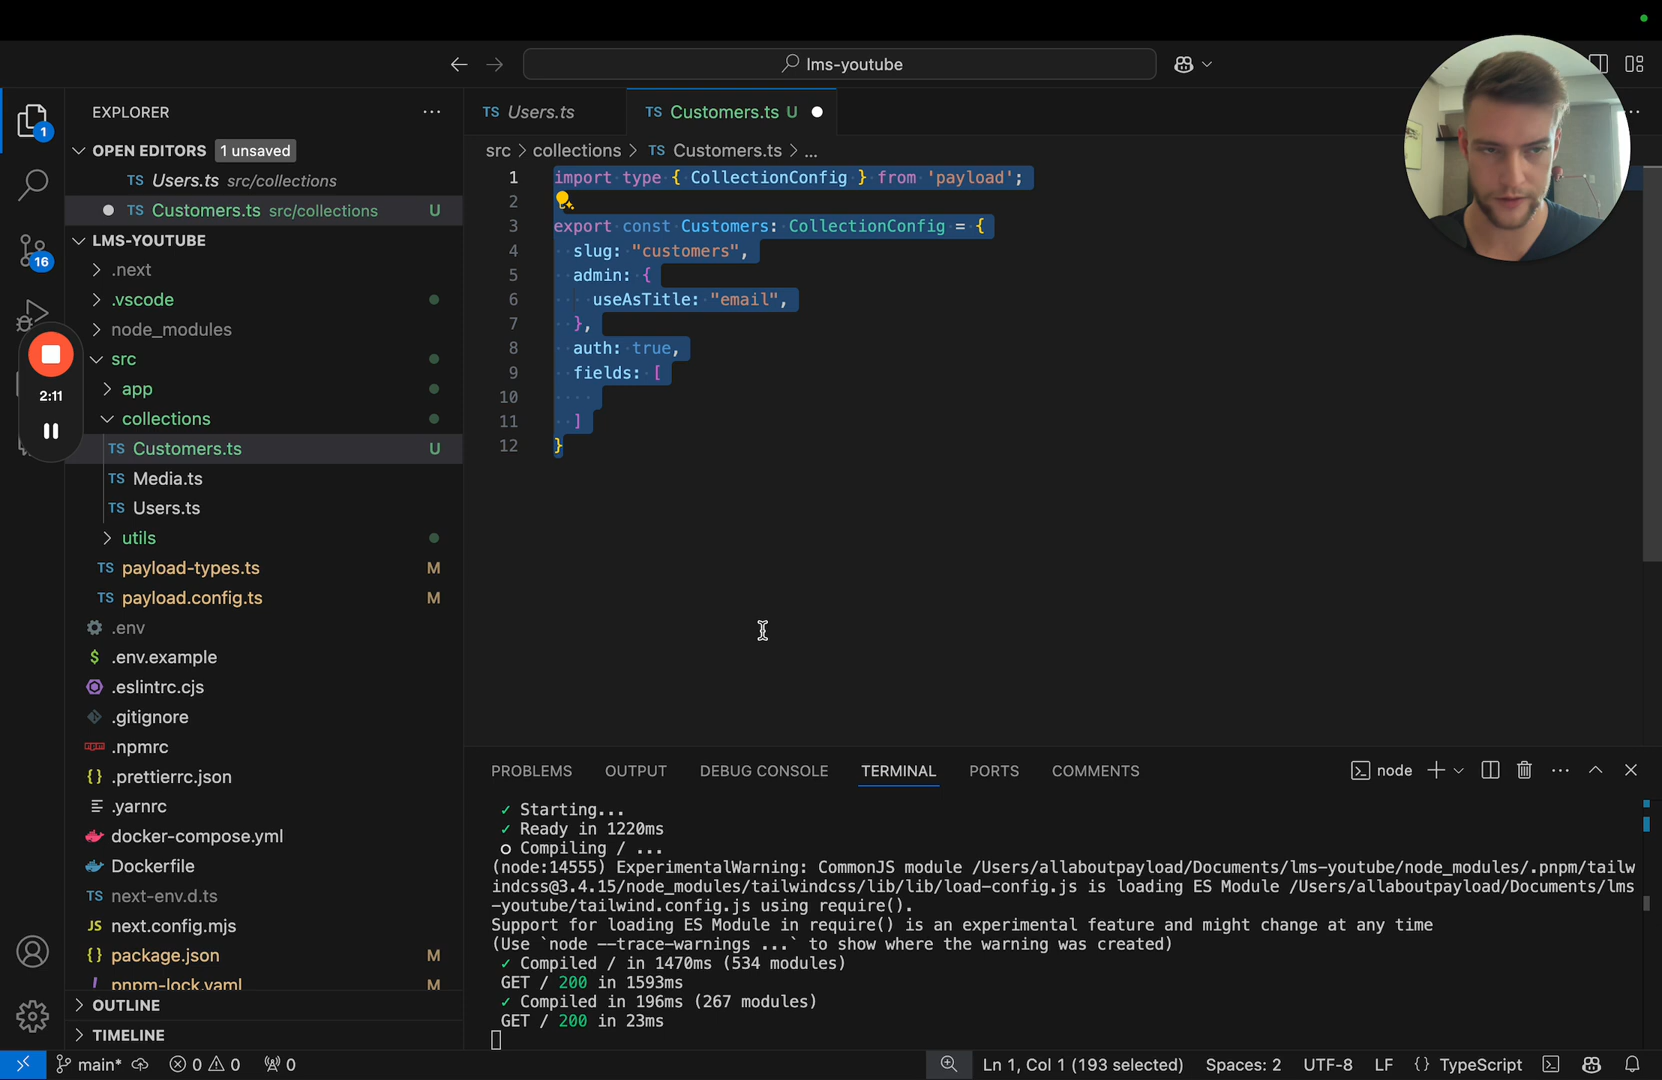 lms-youtube
EXPLORER
OPEN EDITORS 1 unsaved
TS Users.ts src/collections
TS Customers.ts src/collections U
LMS-YOUTUBE
.next
.vscode
node_modules
src
app
collections
TS Customers.ts U
TS Media.ts
TS Users.ts
utils
TS payload-types.ts M
TS payload.config.ts M
.env
$ .env.example
.eslintrc.cjs
.gitignore
.npmrc
{} .prettierrc.json
.yarnrc
docker-compose.yml
Dockerfile
TS next-env.d.ts
JS next.config.mjs
{} package.json M
! pnpm-lock.yaml M
OUTLINE
TIMELINE
1
16
2:11
TS Users.ts
TS Customers.ts U
src > collections > TS Customers.ts > ...
1 import type { CollectionConfig } from 'payload';
2
3 export const Customers: CollectionConfig = {
4 slug: "customers",
5 admin: {
6 useAsTitle: "email",
7 },
8 auth: true,
9 fields: [
10
11 ]
12 }
PROBLEMS OUTPUT DEBUG CONSOLE TERMINAL PORTS COMMENTS
node
✓ Starting...
✓ Ready in 1220ms
○ Compiling / ...
(node:14555) ExperimentalWarning: CommonJS module /Users/allaboutpayload/Documents/lms-youtube/node_modules/.pnpm/tailw
indcss@3.4.15/node_modules/tailwindcss/lib/lib/load-config.js is loading ES Module /Users/allaboutpayload/Documents/lms
-youtube/tailwind.config.js using require().
Support for loading ES Module in require() is an experimental feature and might change at any time
(Use `node --trace-warnings ...` to show where the warning was created)
✓ Compiled / in 1470ms (534 modules)
GET / 200 in 1593ms
✓ Compiled in 196ms (267 modules)
GET / 200 in 23ms
main* 0 0 0
Ln 1, Col 1 (193 selected) Spaces: 2 UTF-8 LF {} TypeScript